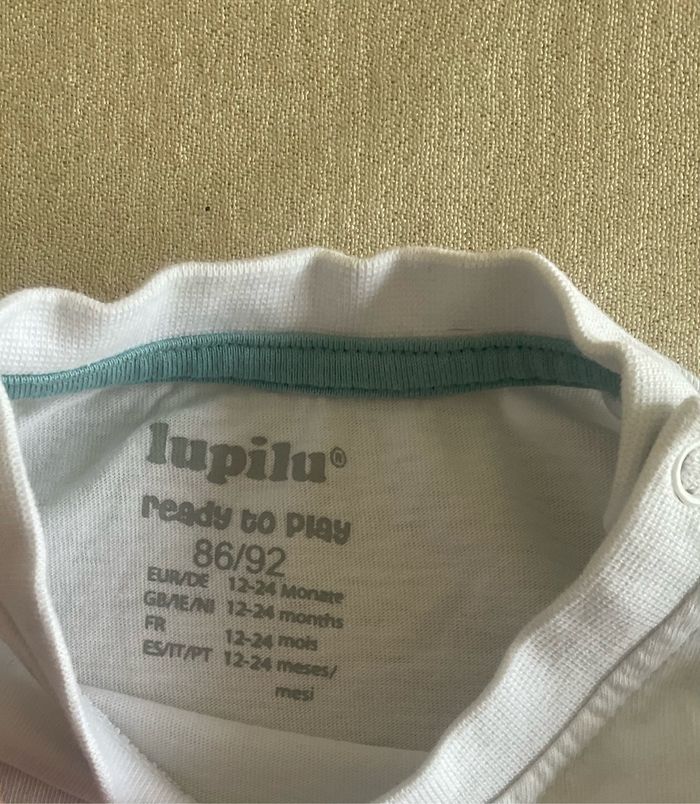 lupilu®
ready to play
86/92
EUR/DE 12-24 Monate
GB/IE/NI 12-24 months
FR 12-24 mois
ES/IT/PT 12-24 meses/
mesi